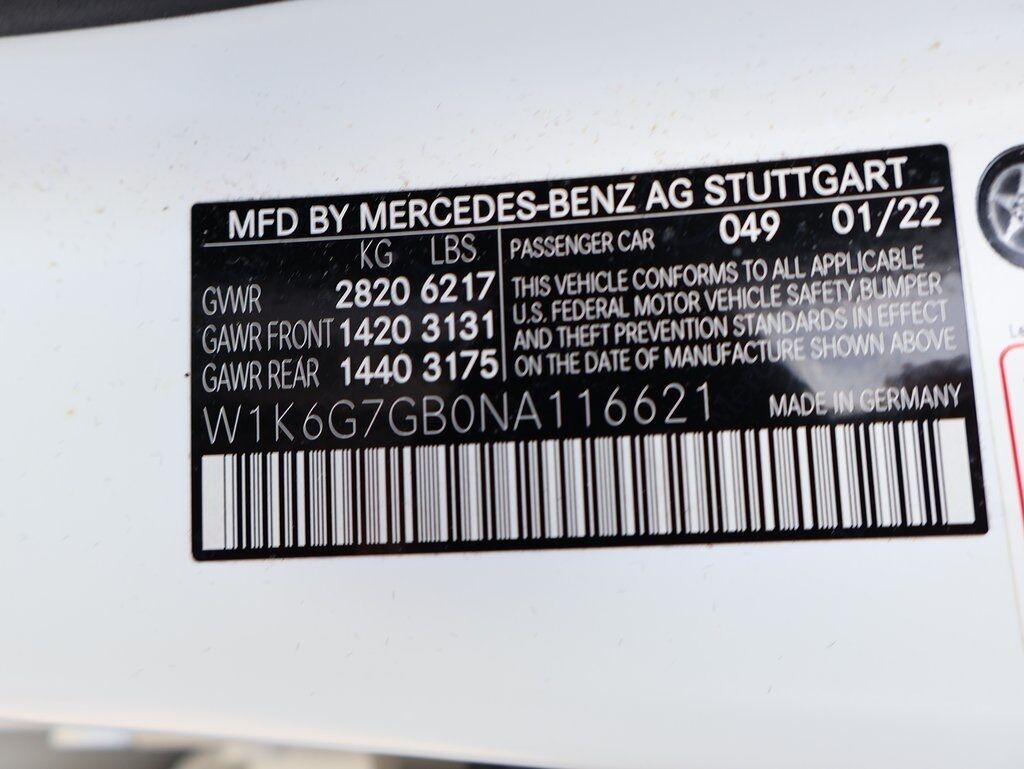 MFD BY MERCEDES-BENZ AG STUTTGART
KG LBS
GVWR 2820 6217
GAWR FRONT 1420 3131
GAWR REAR 1440 3175
PASSENGER CAR 049 01/22
THIS VEHICLE CONFORMS TO ALL APPLICABLE
U.S. FEDERAL MOTOR VEHICLE SAFETY,BUMPER
AND THEFT PREVENTION STANDARDS IN EFFECT
ON THE DATE OF MANUFACTURE SHOWN ABOVE
W1K6G7GB0NA116621 MADE IN GERMANY